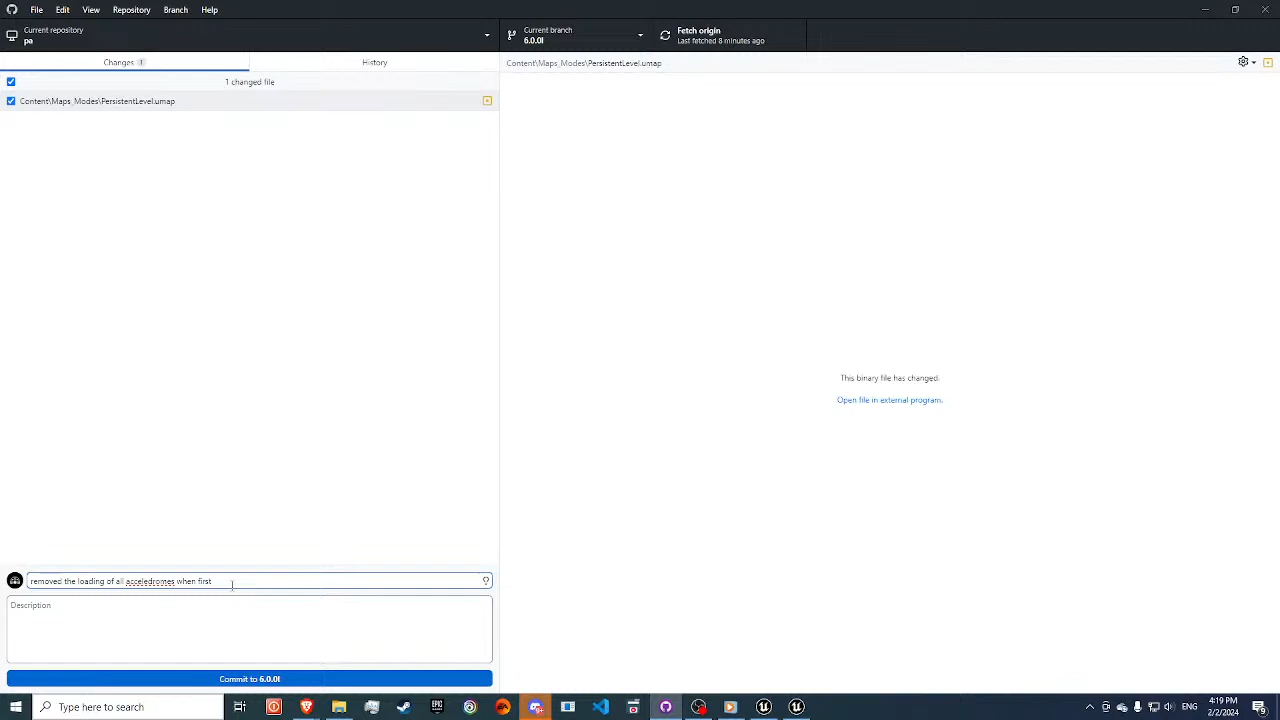 File Edit View Repository Branch Help
Current repository
pa
Current branch
6.0.0l
Fetch origin
Last fetched 8 minutes ago
Changes 1
History
1 changed file
Content\Maps_Modes\PersistentLevel.umap
Content\Maps_Modes\PersistentLevel.umap
This binary file has changed.
Open file in external program.
removed the loading of all acceledromes when first
Description
Commit to 6.0.0l
Type here to search
EPIC
ENG
4:19 PM
2/2/2024
2